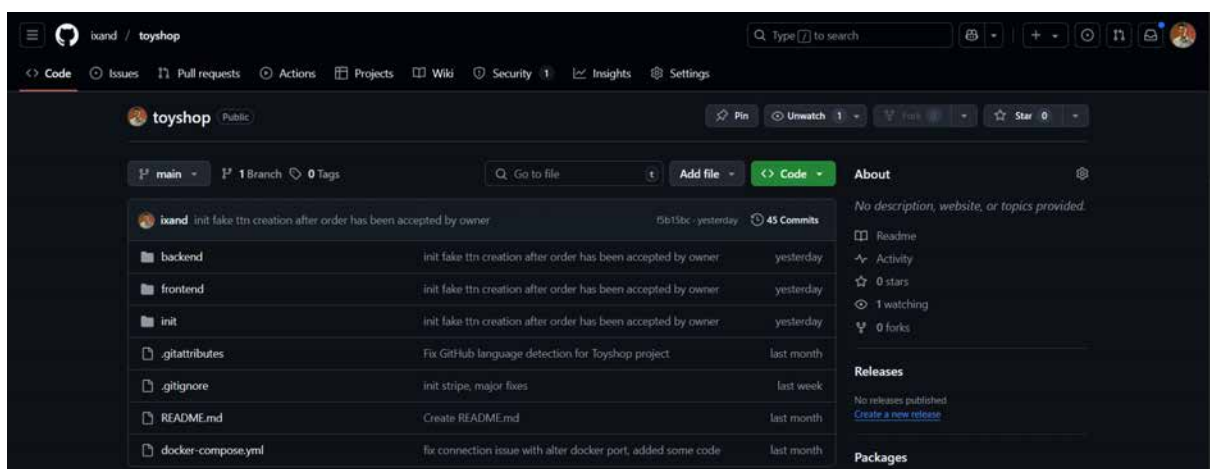 ixand / toyshop
Type / to search
Code Issues Pull requests Actions Projects Wiki Security 1 Insights Settings
toyshop Public
Pin Unwatch 1 Fork Star 0
main 1 Branch 0 Tags
Go to file t Add file <> Code
ixand init fake ttn creation after order has been accepted by owner f5b15bc · yesterday 45 Commits
backend init fake ttn creation after order has been accepted by owner yesterday
frontend init fake ttn creation after order has been accepted by owner yesterday
init init fake ttn creation after order has been accepted by owner yesterday
.gitattributes Fix GitHub language detection for Toyshop project last month
.gitignore init stripe, major fixes last week
README.md Create README.md last month
docker-compose.yml fix connection issue with alter docker port, added some code last month
About
No description, website, or topics provided.
Readme
Activity
0 stars
1 watching
0 forks
Releases
No releases published
Create a new release
Packages